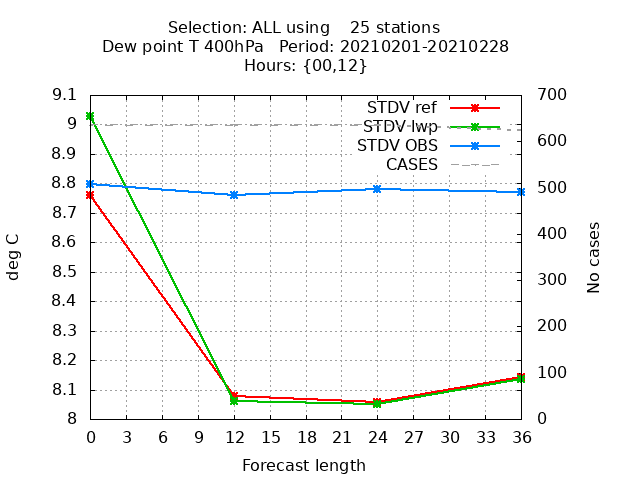 Selection: ALL using    25 stations
Dew point T 400hPa   Period: 20210201-20210228
Hours: {00,12}
STDV ref
STDV lwp
STDV OBS
CASES
9.1
9
8.9
8.8
8.7
8.6
8.5
8.4
8.3
8.2
8.1
8
700
600
500
400
300
200
100
0
deg C
No cases
0 3 6 9 12 15 18 21 24 27 30 33 36
Forecast length